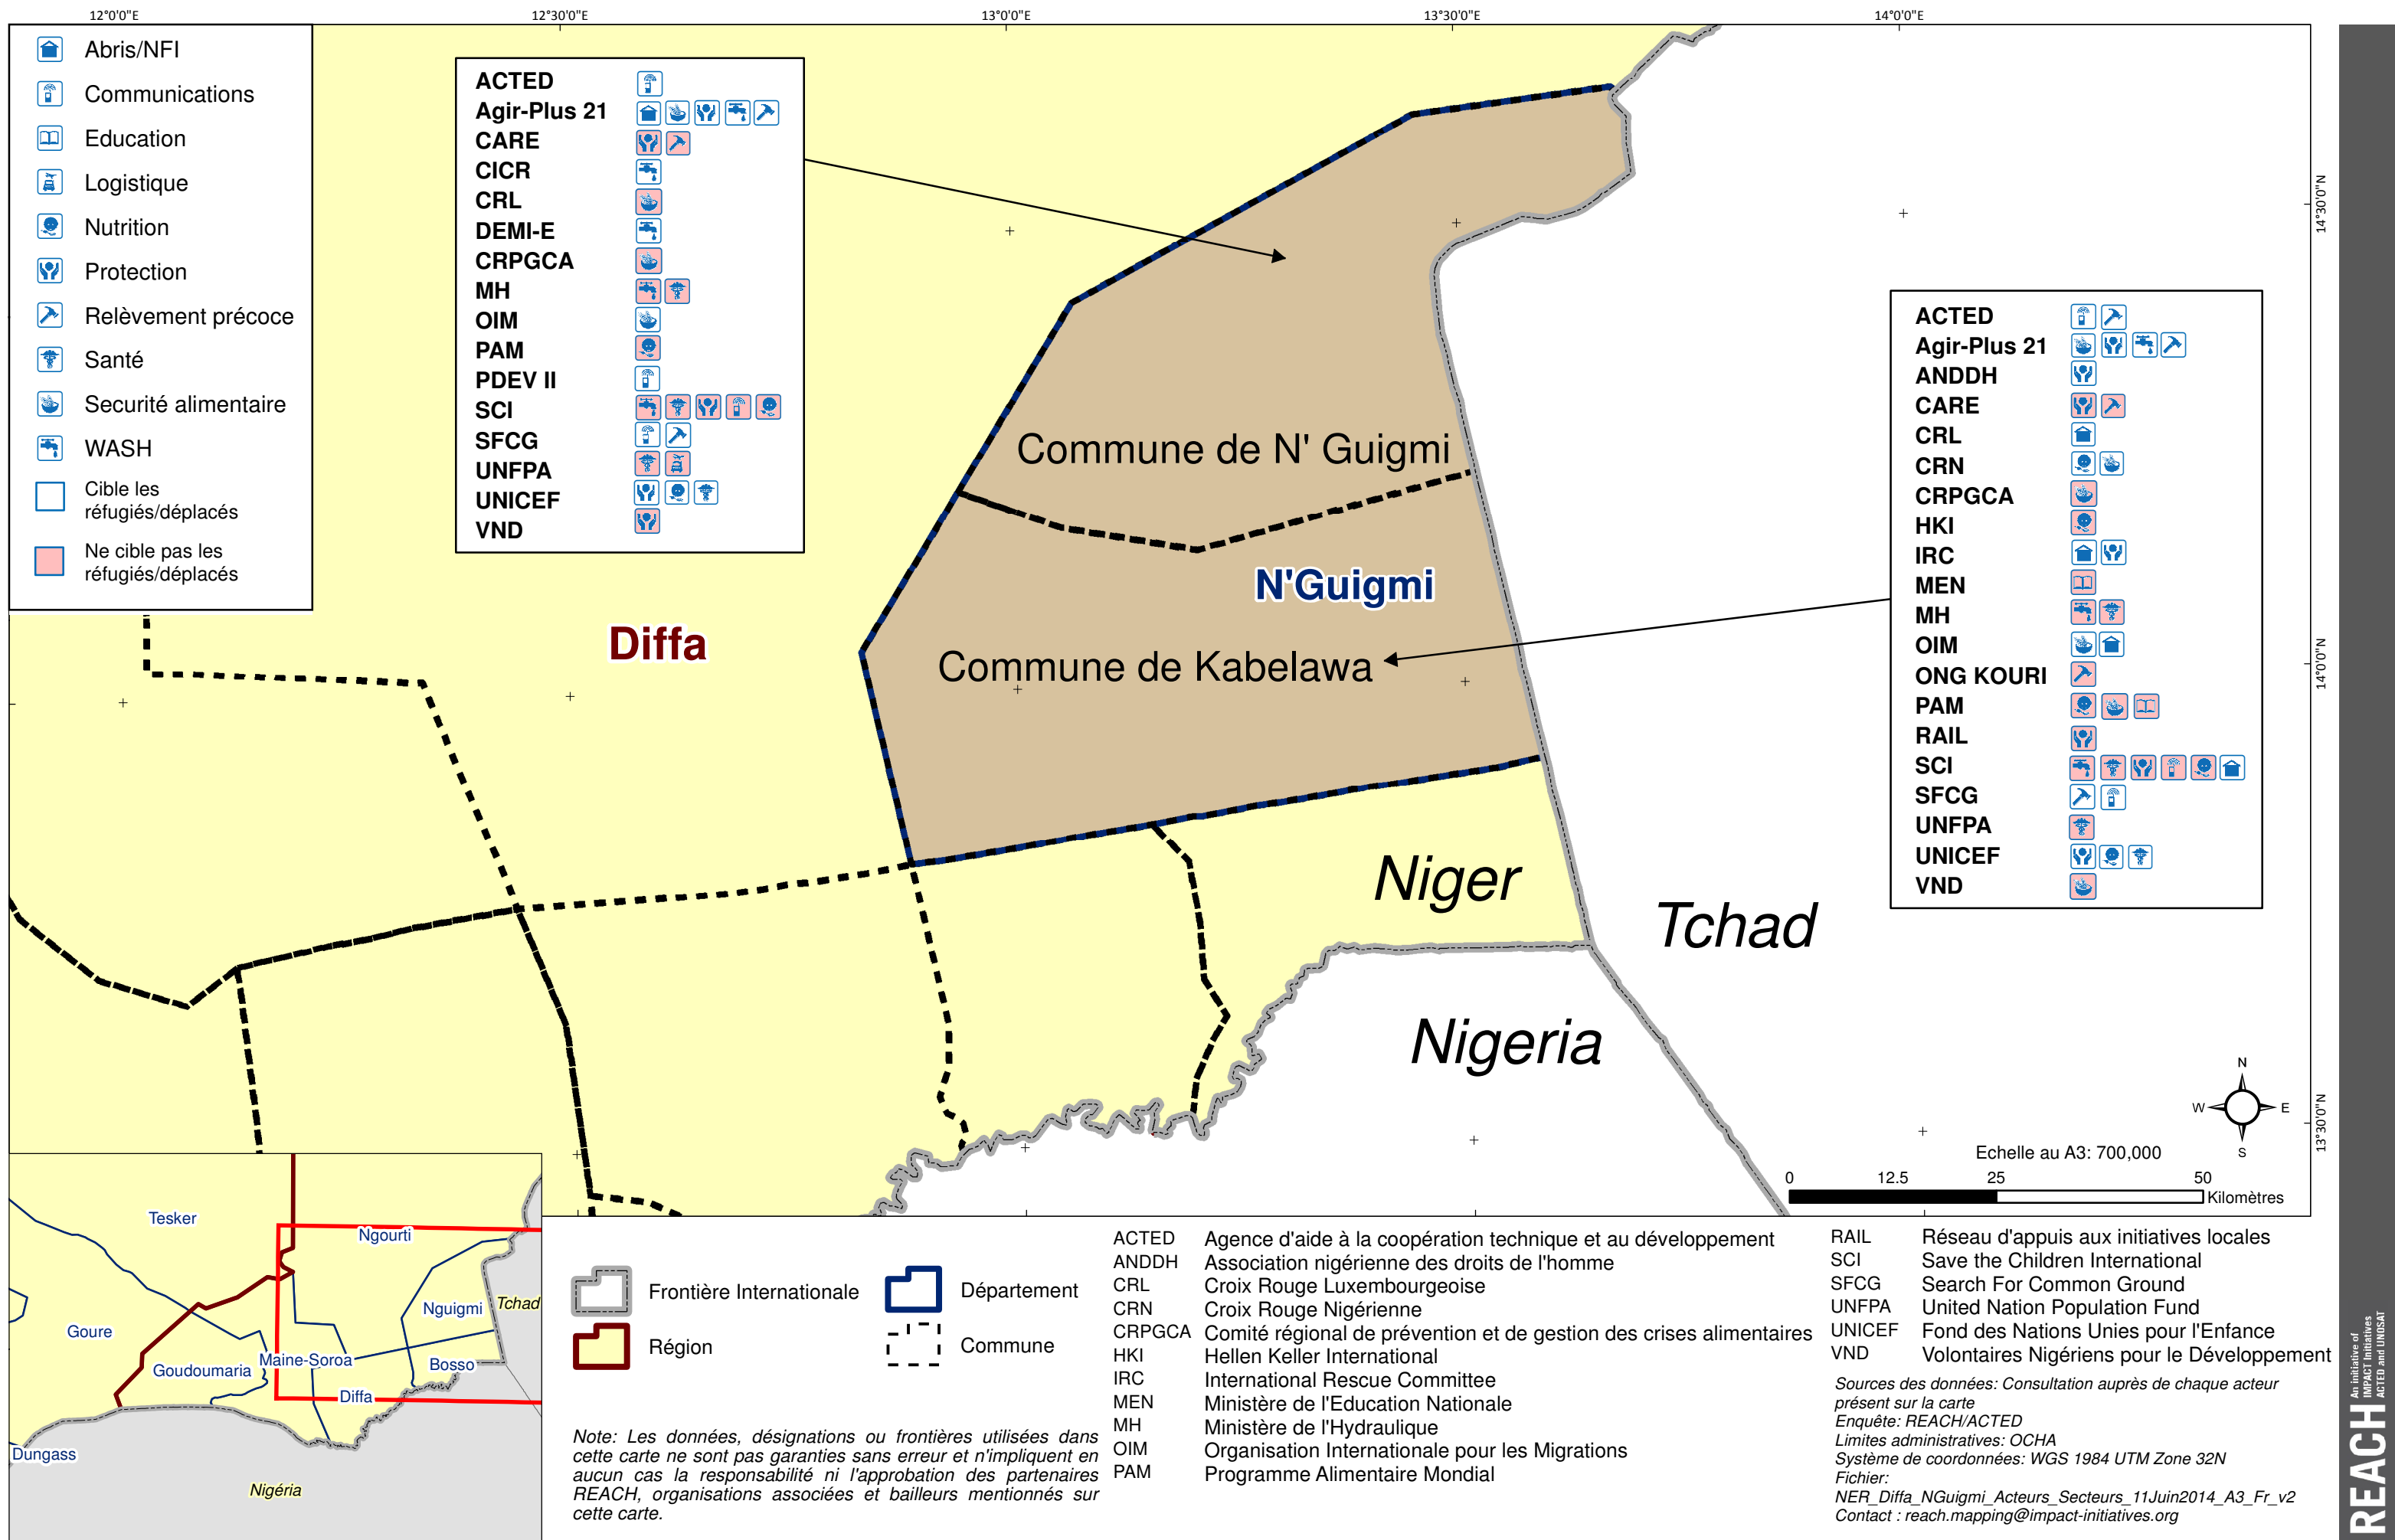 12°0'0"E
12°30'0"E
13°0'0"E
13°30'0"E
14°0'0"E
Abris/NFI
Communications
Education
Logistique
Nutrition
Protection
Relèvement précoce
Santé
Securité alimentaire
WASH
Cible les
réfugiés/déplacés
Ne cible pas les
réfugiés/déplacés
ACTED
Agir-Plus 21
CARE
CICR
CRL
DEMI-E
CRPGCA
MH
OIM
PAM
PDEV II
SCI
SFCG
UNFPA
UNICEF
VND
Commune de N' Guigmi
N'Guigmi
Diffa
Commune de Kabelawa
Niger
Tchad
Nigeria
ACTED
Agir-Plus 21
ANDDH
CARE
CRL
CRN
CRPGCA
HKI
IRC
MEN
MH
OIM
ONG KOURI
PAM
RAIL
SCI
SFCG
UNFPA
UNICEF
VND
14°30'0"N
14°0'0"N
13°30'0"N
N
W
E
S
Echelle au A3: 700,000
0
12.5
25
50
Kilomètres
Tesker
Ngourti
Nguigmi
Tchad
Goure
Goudoumaria
Maine-Soroa
Bosso
Diffa
Dungass
Nigéria
Frontière Internationale
Département
Région
Commune
Note: Les données, désignations ou frontières utilisées dans
cette carte ne sont pas garanties sans erreur et n'impliquent en
aucun cas la responsabilité ni l'approbation des partenaires
REACH, organisations associées et bailleurs mentionnés sur
cette carte.
ACTED Agence d'aide à la coopération technique et au développement
ANDDH Association nigérienne des droits de l'homme
CRL Croix Rouge Luxembourgeoise
CRN Croix Rouge Nigérienne
CRPGCA Comité régional de prévention et de gestion des crises alimentaires
HKI Hellen Keller International
IRC International Rescue Committee
MEN Ministère de l'Education Nationale
MH Ministère de l'Hydraulique
OIM Organisation Internationale pour les Migrations
PAM Programme Alimentaire Mondial
RAIL Réseau d'appuis aux initiatives locales
SCI Save the Children International
SFCG Search For Common Ground
UNFPA United Nation Population Fund
UNICEF Fond des Nations Unies pour l'Enfance
VND Volontaires Nigériens pour le Développement
Sources des données: Consultation auprès de chaque acteur
présent sur la carte
Enquête: REACH/ACTED
Limites administratives: OCHA
Système de coordonnées: WGS 1984 UTM Zone 32N
Fichier:
NER_Diffa_NGuigmi_Acteurs_Secteurs_11Juin2014_A3_Fr_v2
Contact : reach.mapping@impact-initiatives.org
REACH
An initiative of
IMPACT Initiatives
ACTED and UNOSAT